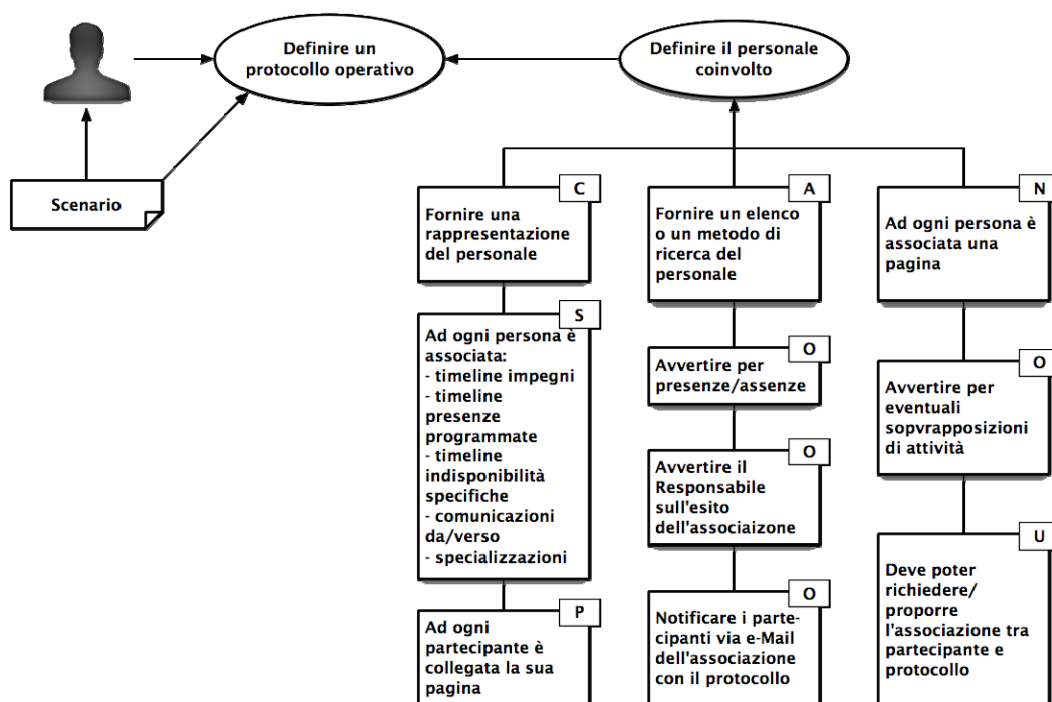 Definire un
protocollo operativo
Definire il personale
coinvolto
Scenario
C
Fornire una
rappresentazione
del personale
S
Ad ogni persona è
associata:
- timeline impegni
- timeline
presenze
programmate
- timeline
indisponibilità
specifiche
- comunicazioni
da/verso
- specializzazioni
P
Ad ogni
partecipante è
collegata la sua
pagina
A
Fornire un elenco
o un metodo di
ricerca del
personale
O
Avvertire per
presenze/assenze
O
Avvertire il
Responsabile
sull'esito
dell'associaizone
O
Notificare i parte-
cipanti via e-Mail
dell'associazione
con il protocollo
N
Ad ogni persona è
associata una
pagina
O
Avvertire per
eventuali
sopvrapposizioni
di attività
U
Deve poter
richiedere/
proporre
l'associazione tra
partecipante e
protocollo